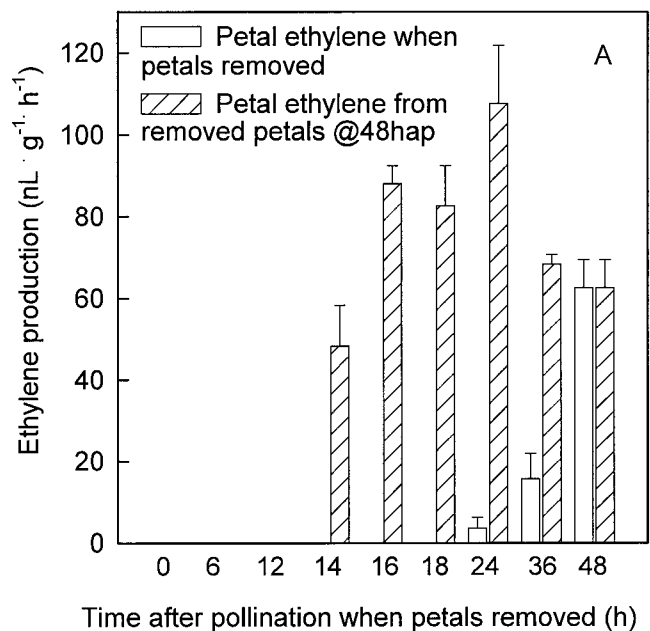 A
Petal ethylene when
petals removed
Petal ethylene from
removed petals @48hap
Ethylene production (nL · g⁻¹· h⁻¹)
120
100
80
60
40
20
0
0 6 12 14 16 18 24 36 48
Time after pollination when petals removed (h)